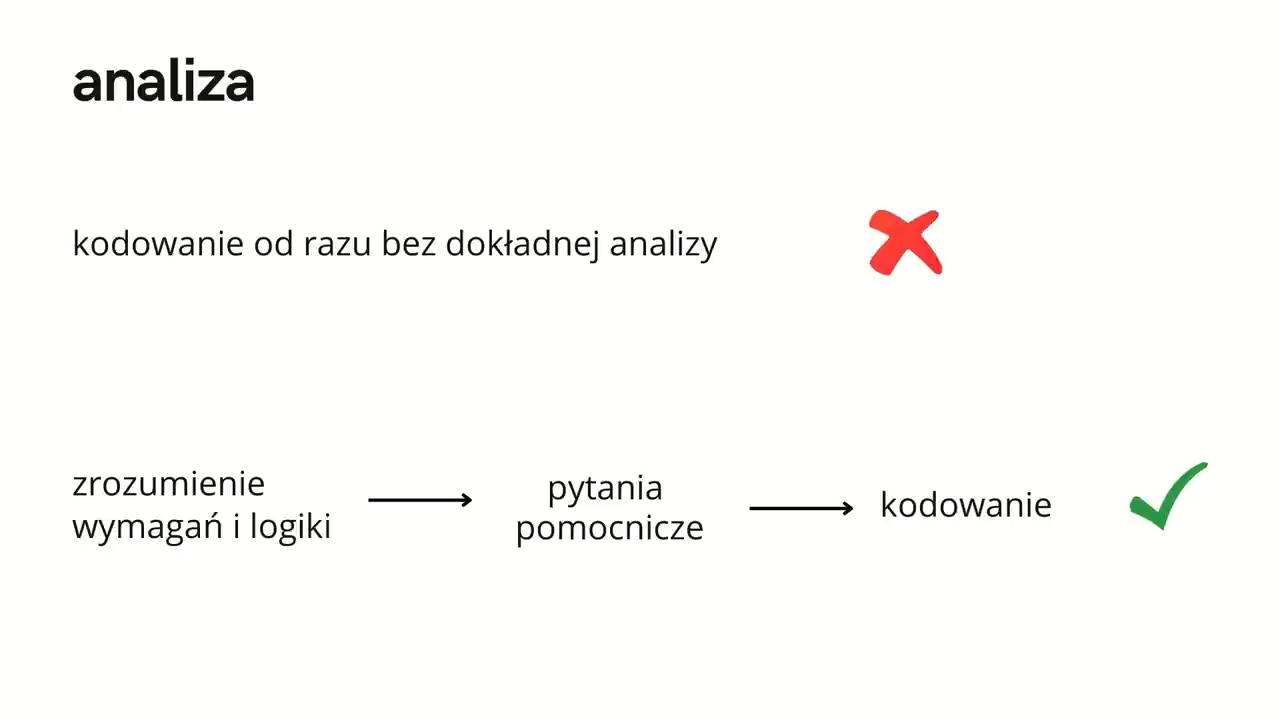 analiza
kodowanie od razu bez dokładnej analizy
zrozumienie
wymagań i logiki
pytania
pomocnicze
kodowanie